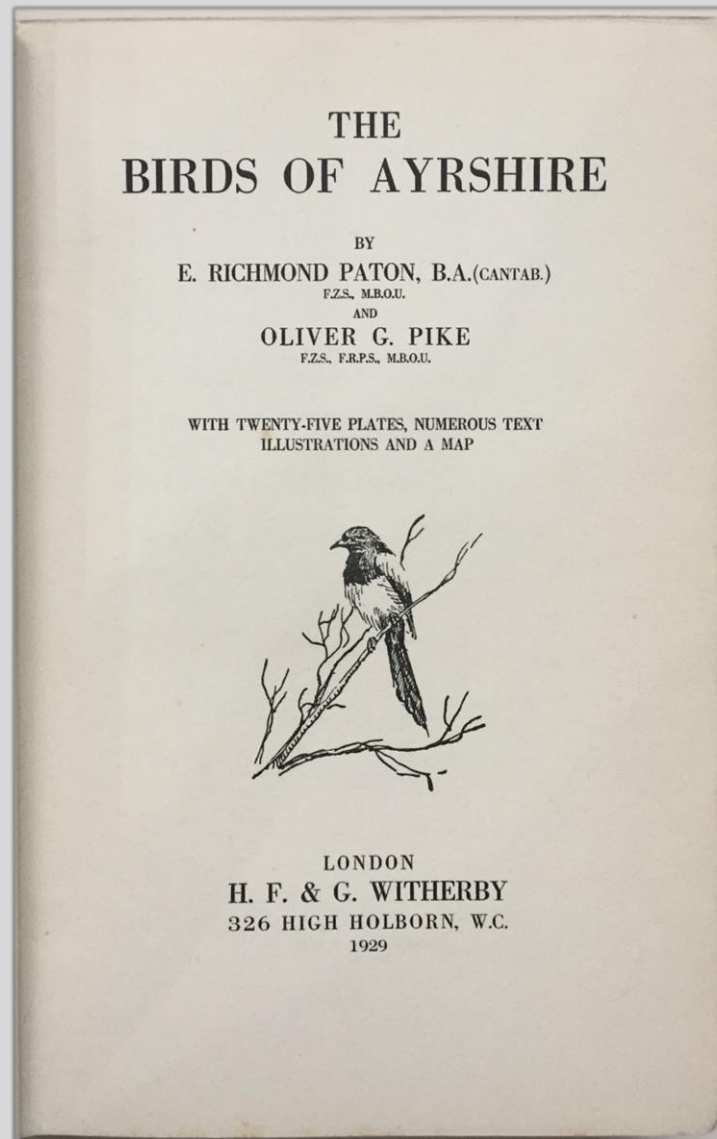 THE
BIRDS OF AYRSHIRE
BY
E. RICHMOND PATON, B.A.(CANTAB.)
F.Z.S., M.B.O.U.
AND
OLIVER G. PIKE
F.Z.S., F.R.P.S., M.B.O.U.
WITH TWENTY-FIVE PLATES, NUMEROUS TEXT
ILLUSTRATIONS AND A MAP
LONDON
H. F. & G. WITHERBY
326 HIGH HOLBORN, W.C.
1929